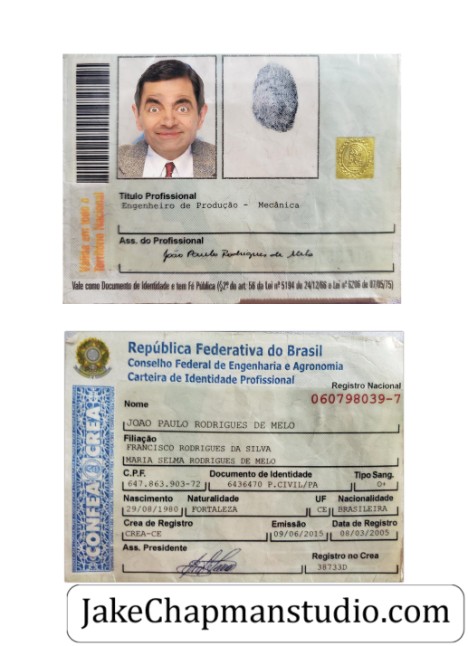 Título Profissional
Engenheiro de Produção - Mecânica
Ass. do Profissional
João Paulo Rodrigues de Melo
Válida em todo o
Território Nacional
Vale como Documento de Identidade e tem Fé Pública (§2º do art. 56 da Lei nº 5194 de 24/12/66 e Lei nº 6206 de 07/05/75)
República Federativa do Brasil
Conselho Federal de Engenharia e Agronomia
Carteira de Identidade Profissional
Registro Nacional
060798039-7
Nome
JOAO PAULO RODRIGUES DE MELO
Filiação
FRANCISCO RODRIGUES DA SILVA
MARIA SELMA RODRIGUES DE MELO
C.P.F. Documento de Identidade Tipo Sang.
647.863.903-72 6436470 P.CIVIL/PA O+
Nascimento Naturalidade UF Nacionalidade
29/08/1980 FORTALEZA CE BRASILEIRA
Crea de Registro Emissão Data de Registro
CREA-CE 09/06/2015 08/03/2005
Ass. Presidente Registro no Crea
38733D
CONFEA CREA
JakeChapmanstudio.com